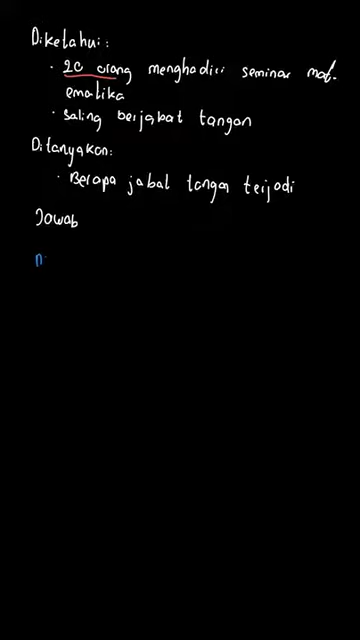 Diketahui:
· 20 orang menghadiri seminar mat-
ematika
· Saling berjabat tangan
Ditanyakan:
· Berapa jabat tangan terjadi
Jawab
n